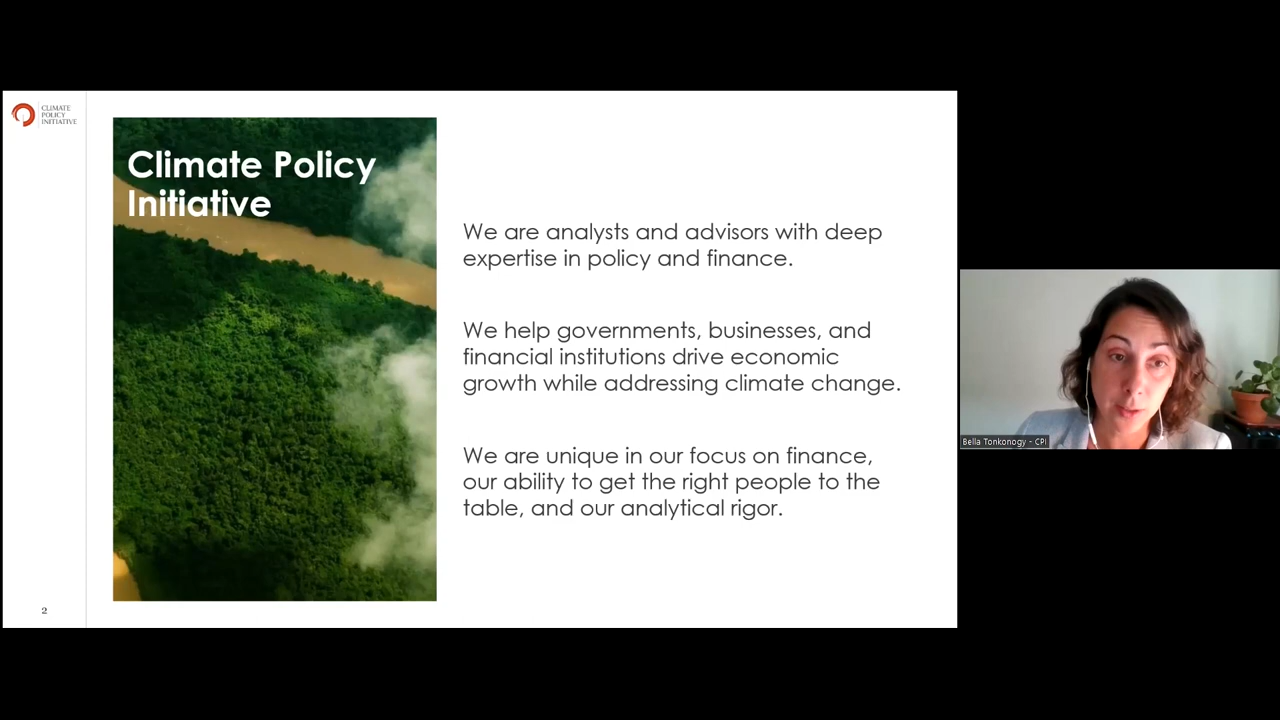 CLIMATE
POLICY
INITIATIVE
Climate Policy
Initiative
We are analysts and advisors with deep
expertise in policy and finance.
We help governments, businesses, and
financial institutions drive economic
growth while addressing climate change.
We are unique in our focus on finance,
our ability to get the right people to the
table, and our analytical rigor.
Bella Tonkonogy - CPI
2